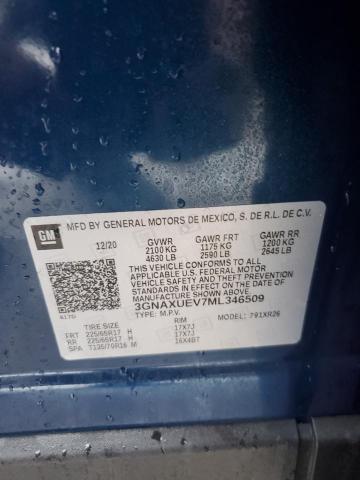 GM
MFD BY GENERAL MOTORS DE MEXICO, S. DE R.L. DE C.V.
12/20 GVWR GAWR FRT GAWR RR
2100 KG 1175 KG 1200 KG
4630 LB 2590 LB 2645 LB
THIS VEHICLE CONFORMS TO ALL APPLICABLE
U.S. FEDERAL MOTOR VEHICLE SAFETY,
BUMPER, AND THEFT PREVENTION STANDARDS
IN EFFECT ON THE DATE OF MANUFACTURE
SHOWN ABOVE.
3GNAXUEV7ML346509
TYPE: M.P.V. MODEL: 791XR26
TIRE SIZE RIM
FRT 225/65R17 H 17X7J
RR 225/65R17 H 17X7J
SPA T135/70R16 M 16X4BT